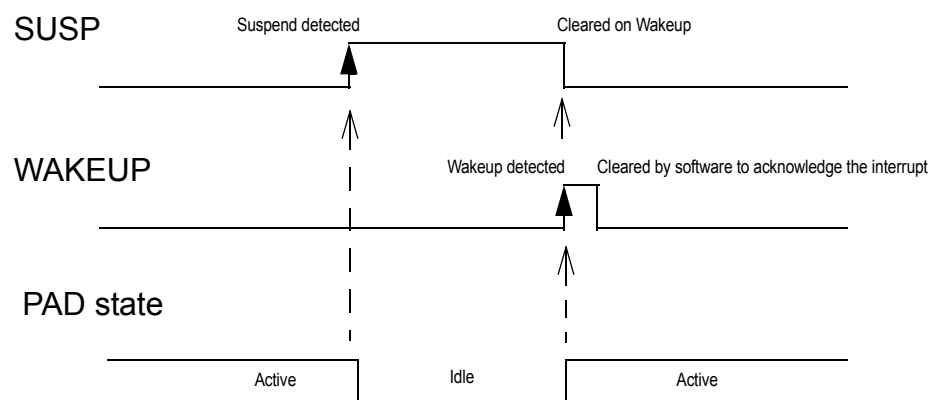 SUSP
Suspend detected
Cleared on Wakeup
WAKEUP
Wakeup detected
Cleared by software to acknowledge the interrupt
PAD state
Active
Idle
Active